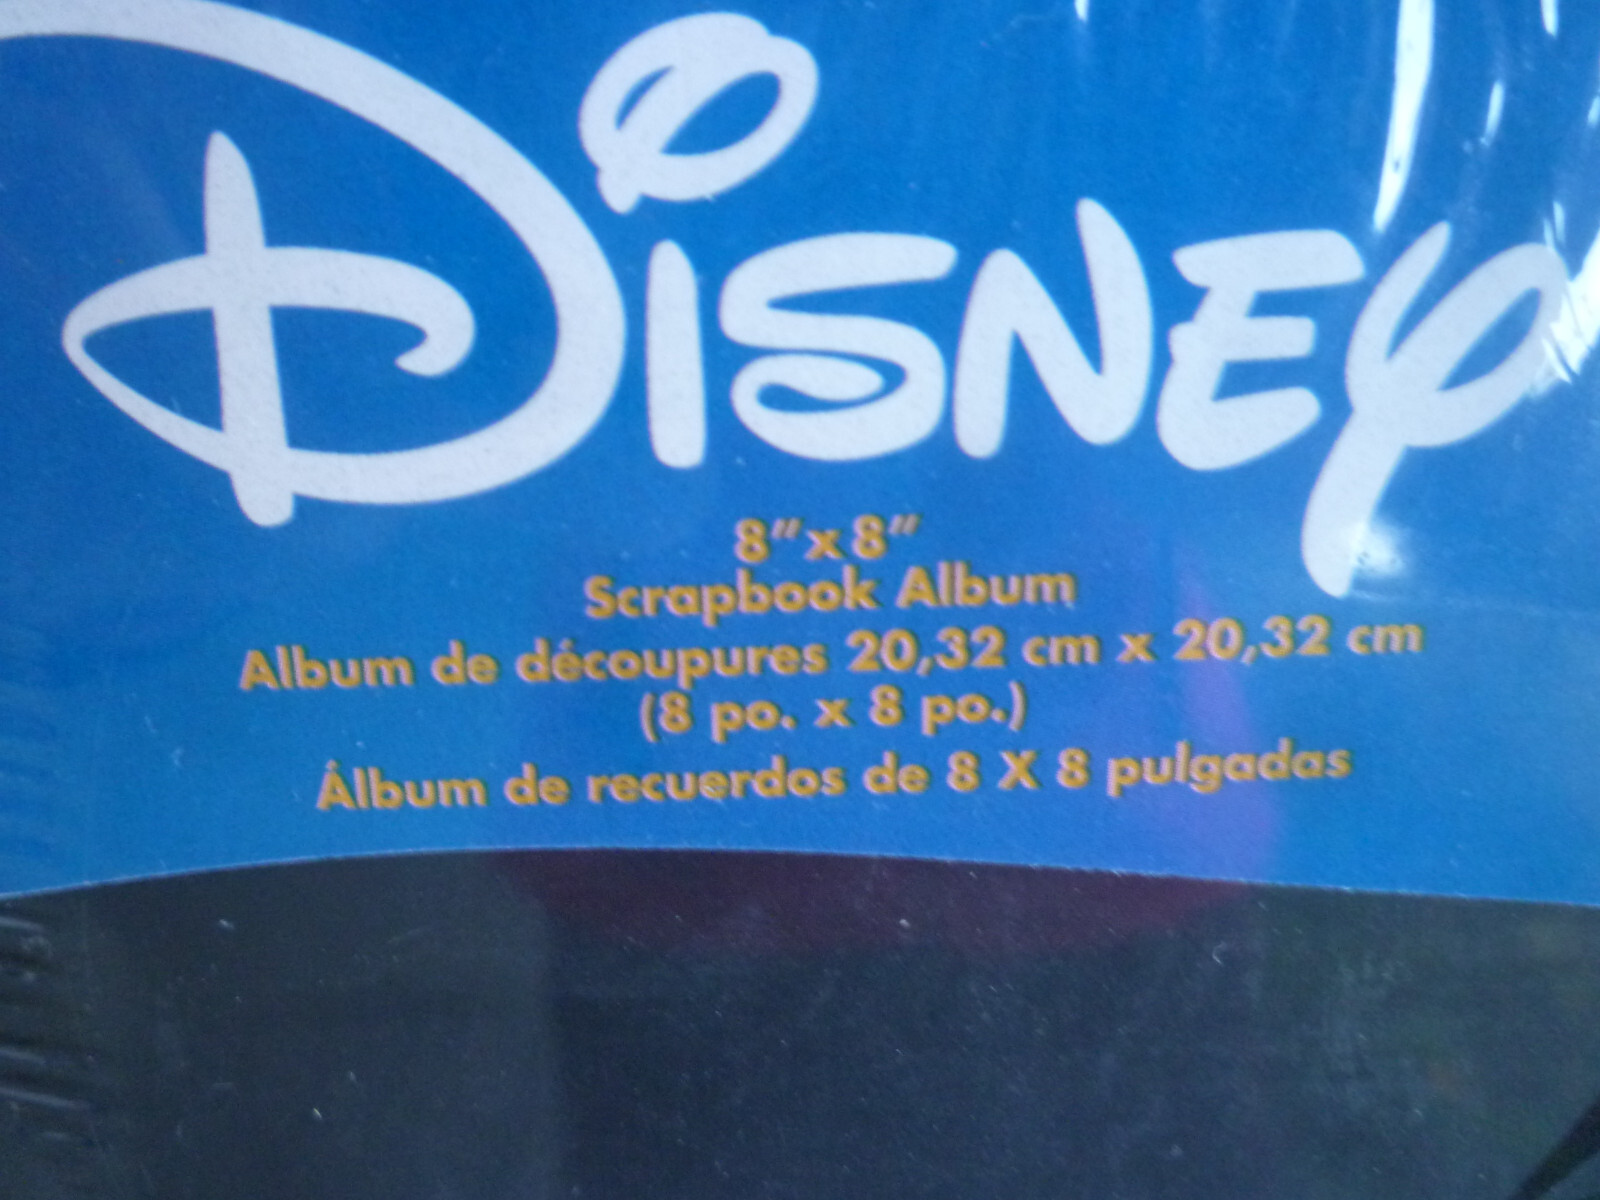 Disney
8"x8"
Scrapbook Album
Album de découpures 20,32 cm x 20,32 cm
(8 po. x 8 po.)
Álbum de recuerdos de 8 X 8 pulgadas